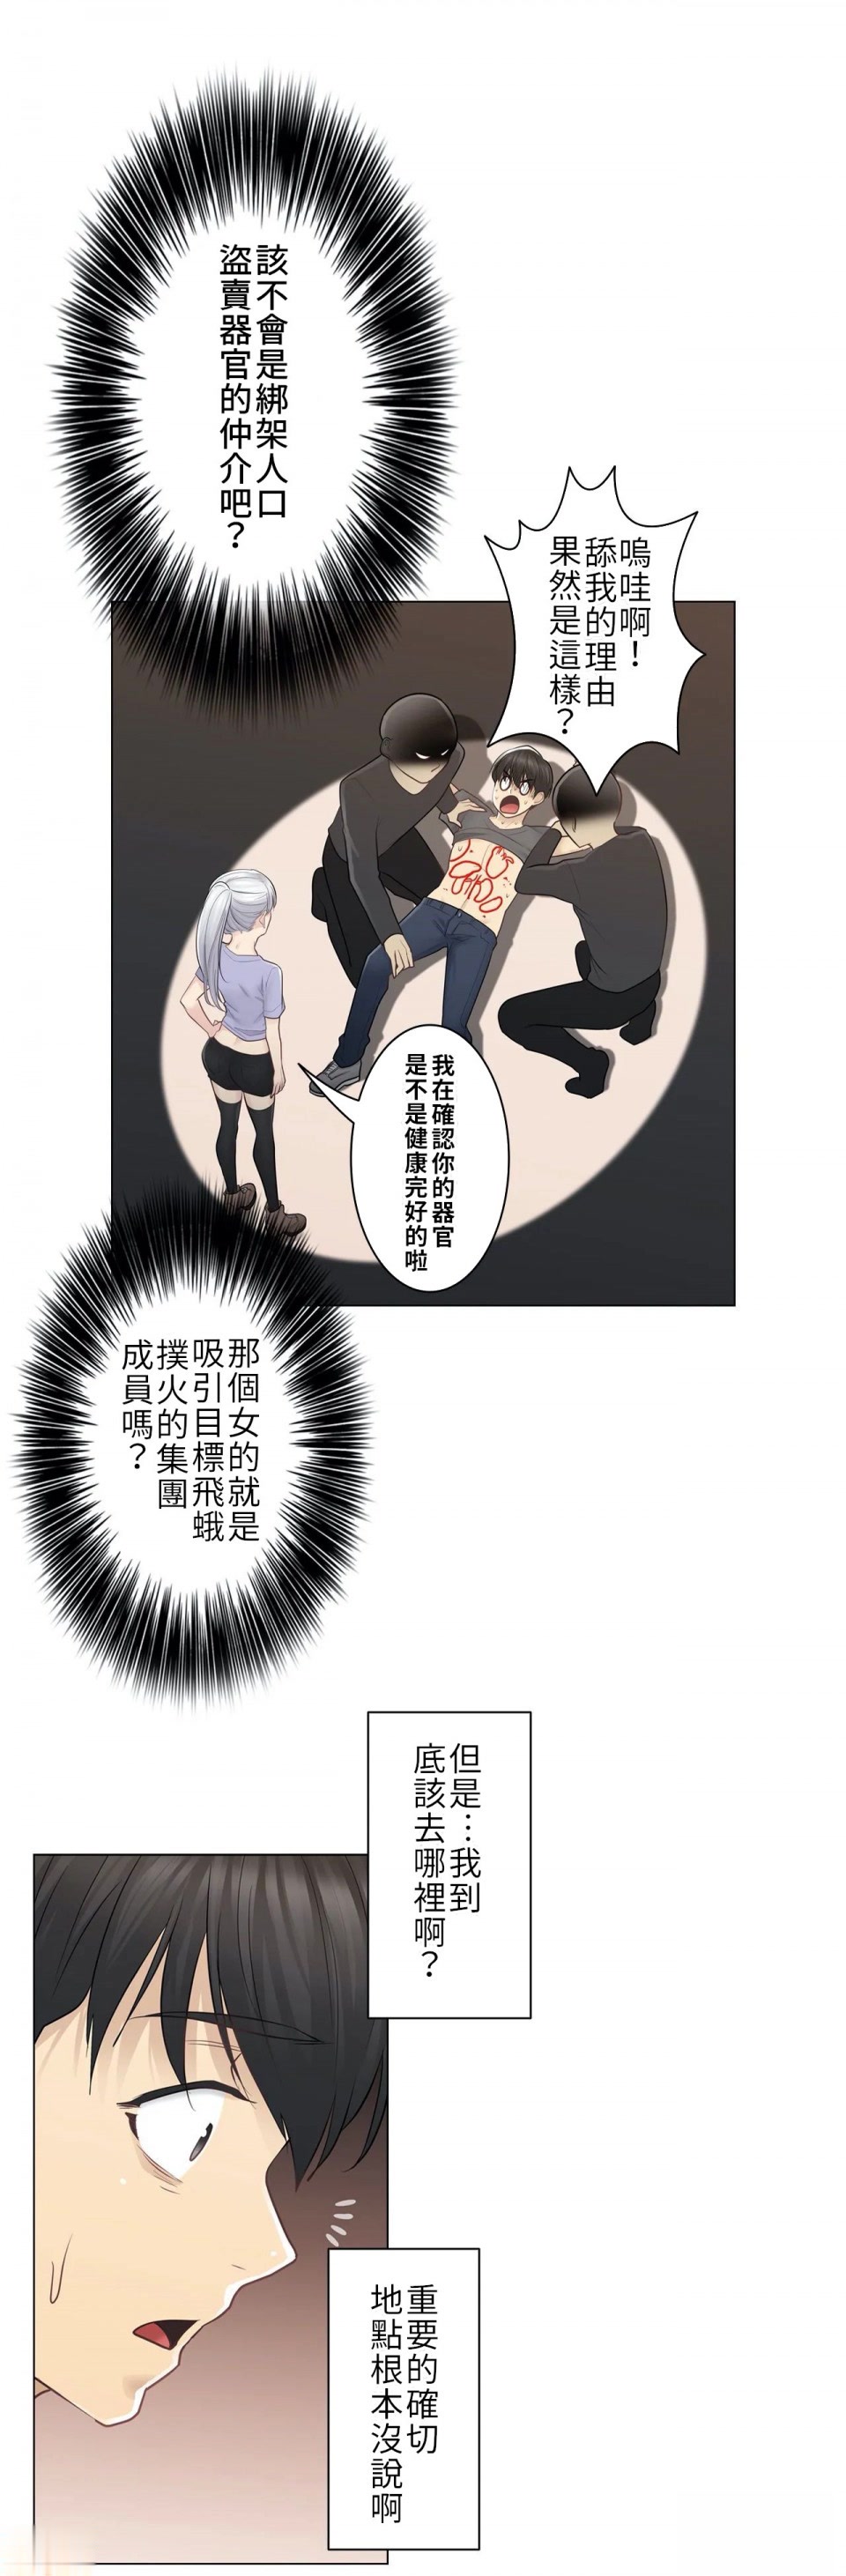 該不會是綁架人口
盜賣器官的仲介吧？
嗚哇啊！
舔我的理由
果然是這樣？
我在確認你的器官
是不是健康完好的啦
那個女的就是
吸引目標飛蛾
撲火的集團
成員嗎？
但是…我到
底該去哪裡啊？
重要的確切
地點根本沒說啊